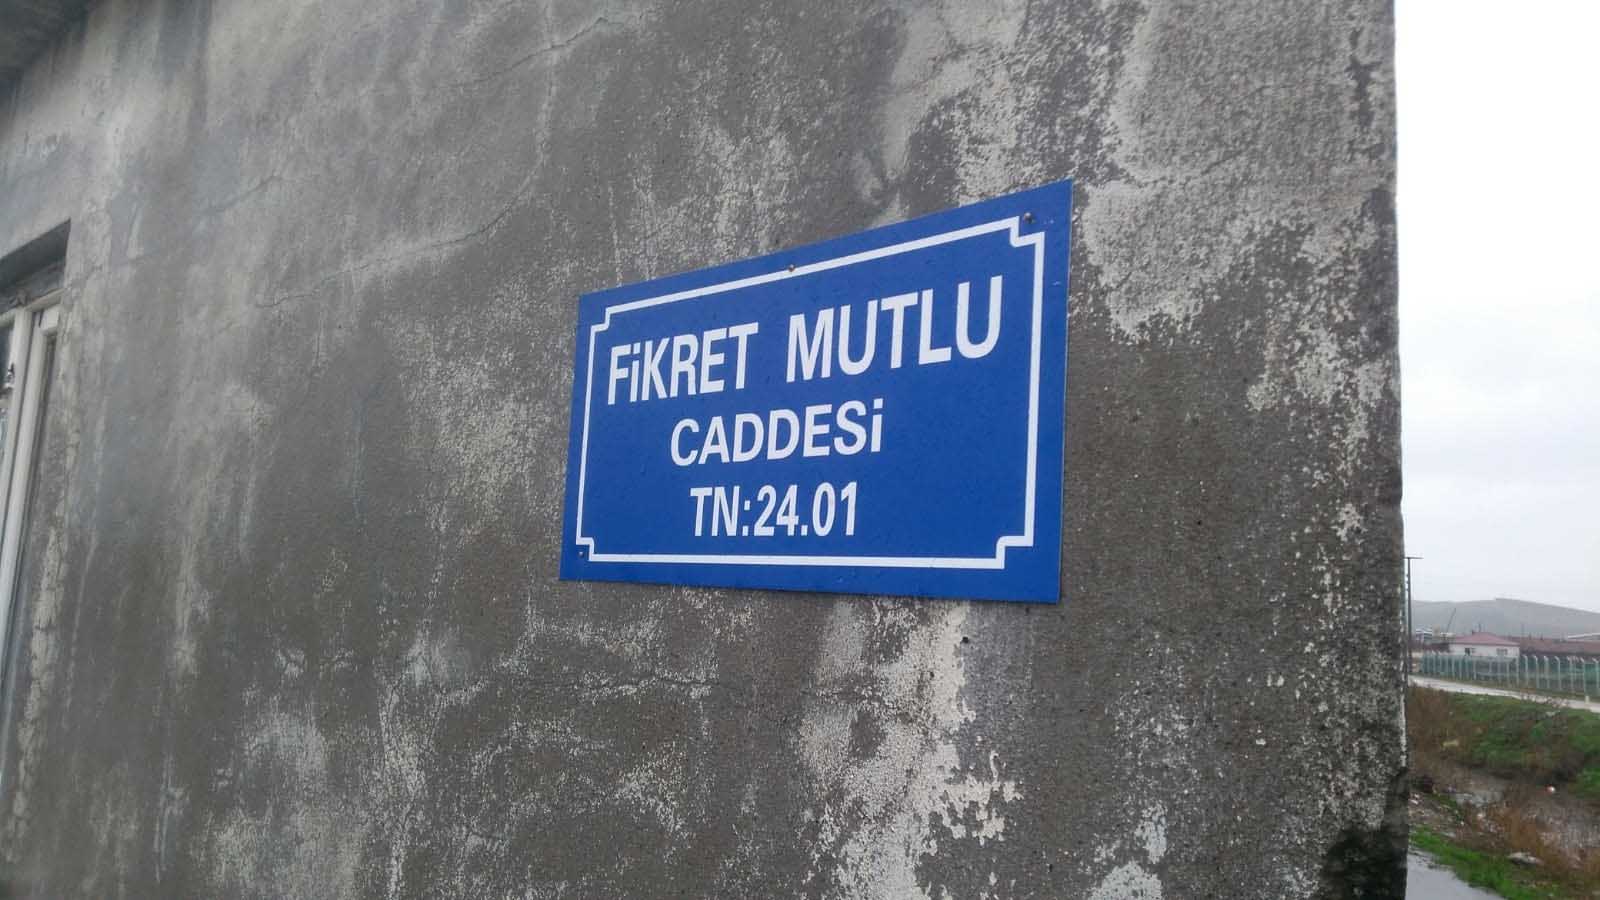 FiKRET MUTLU
CADDESi
TN:24.01